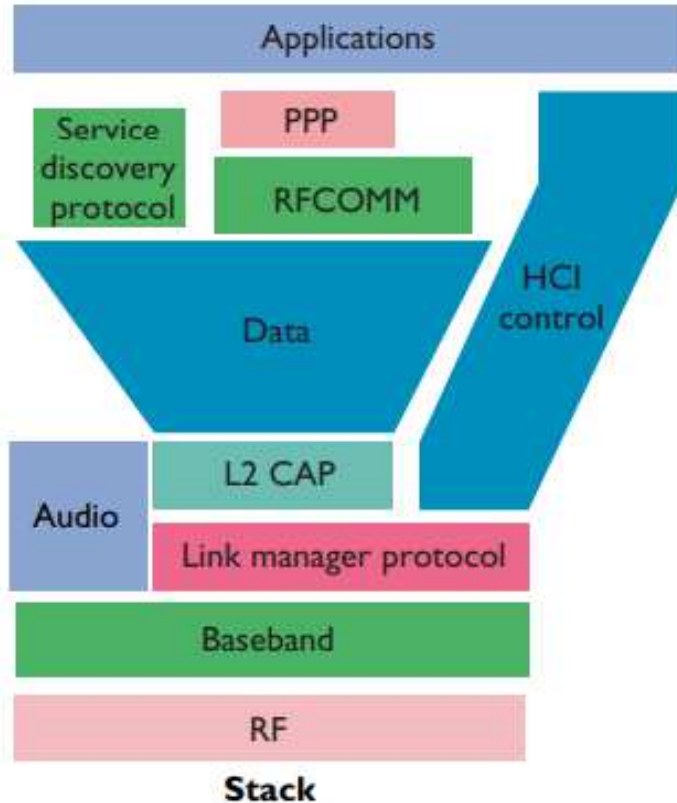 Applications
PPP
Service
discovery
protocol
RFCOMM
HCI
control
Data
L2 CAP
Audio
Link manager protocol
Baseband
RF
Stack